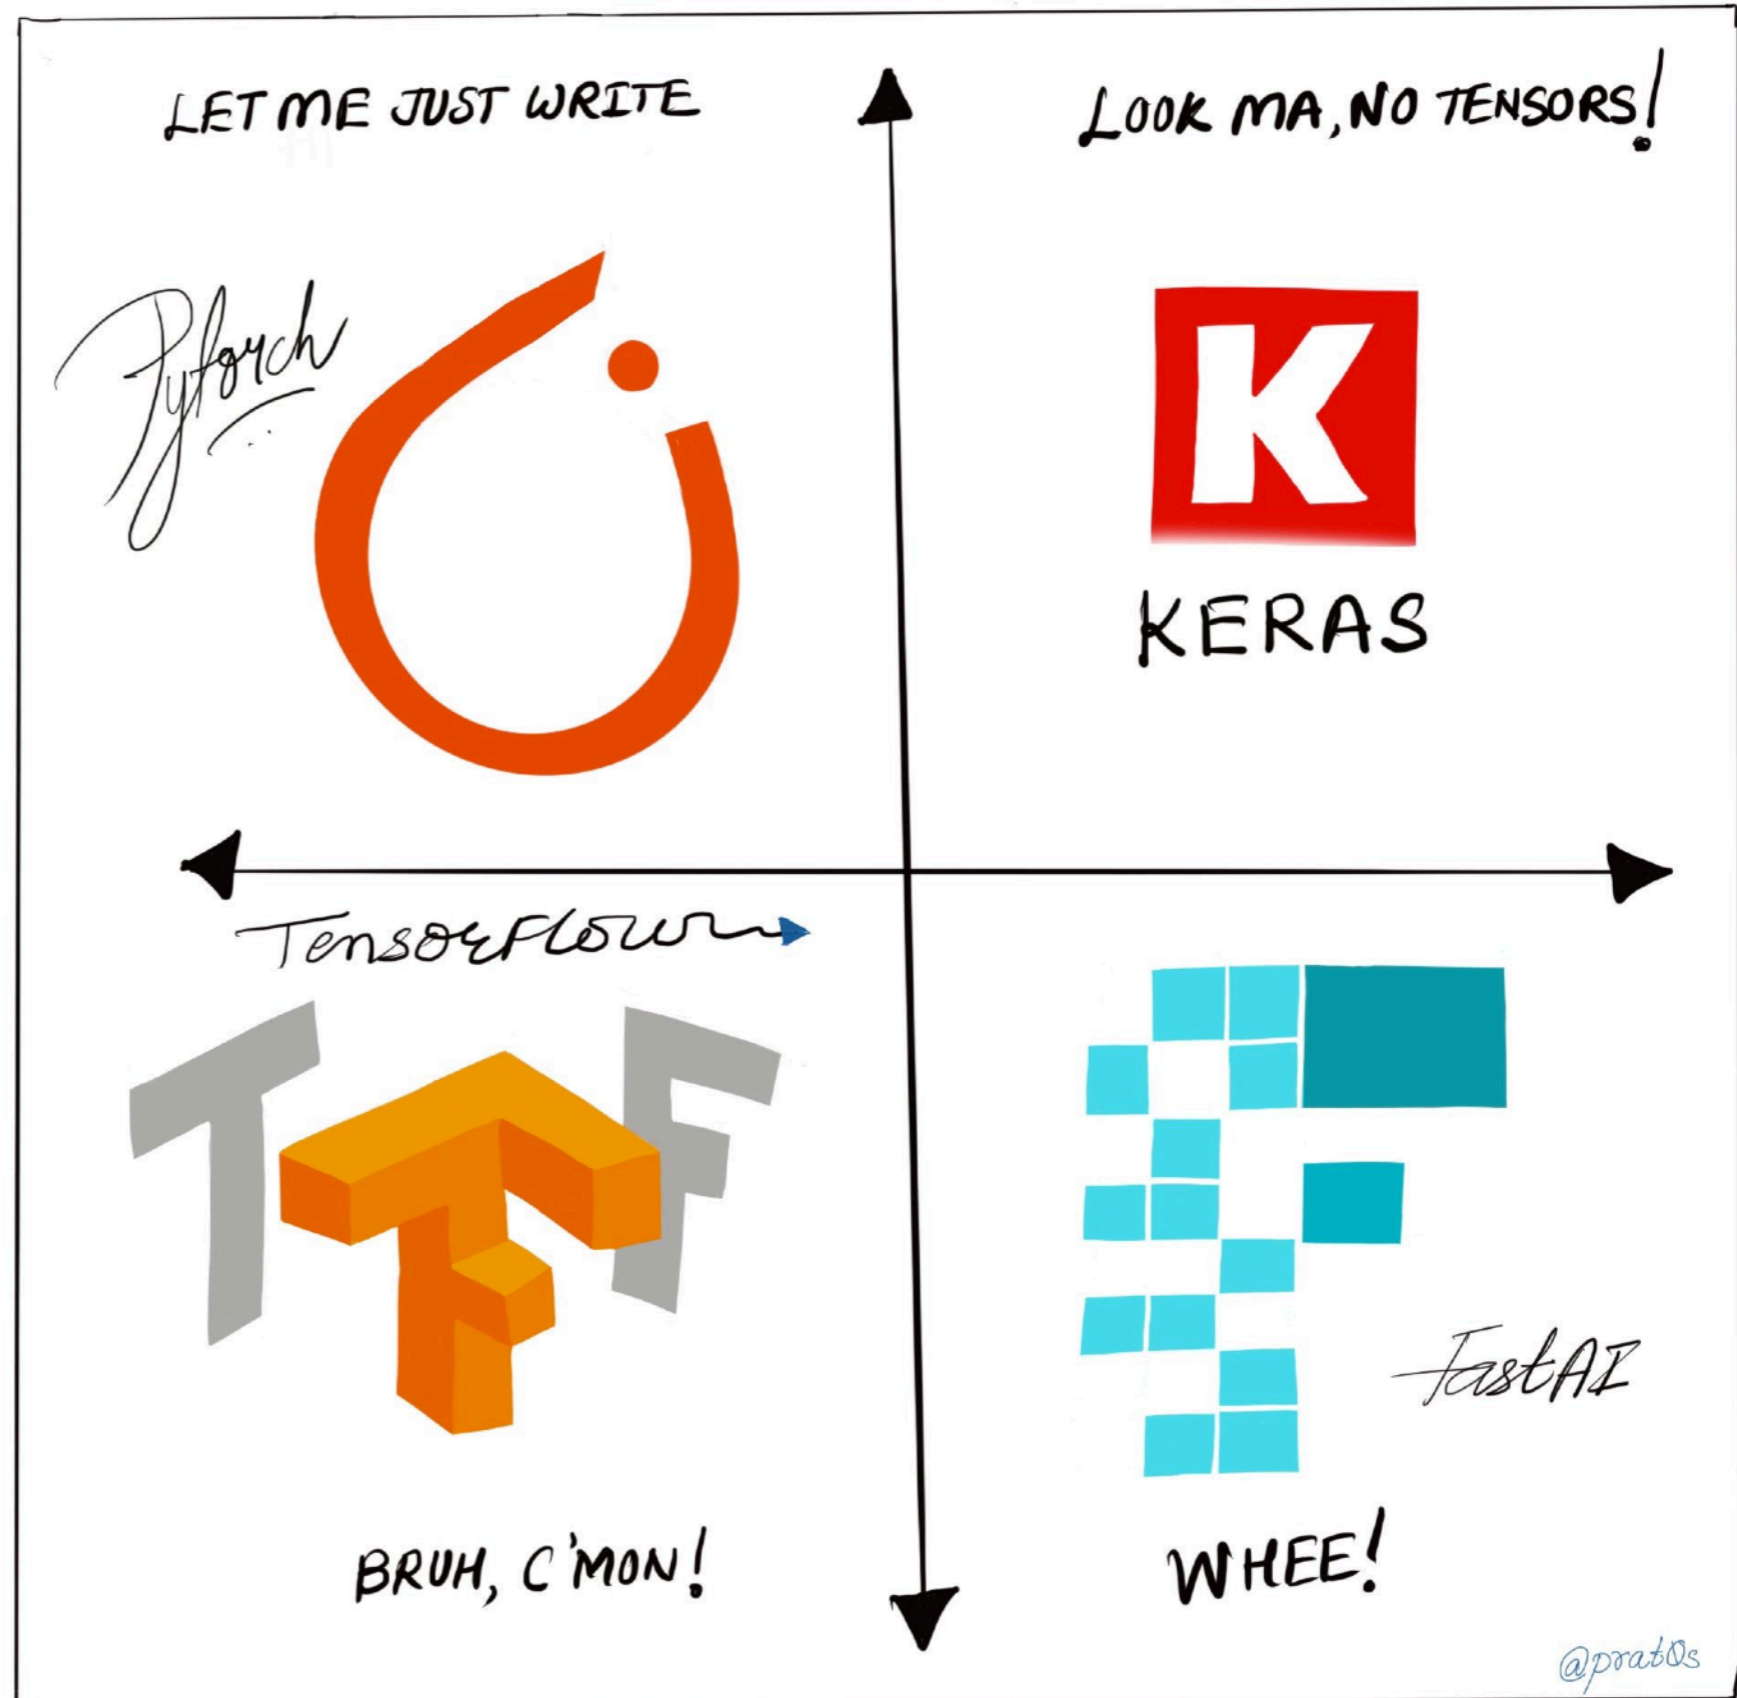 LET ME JUST WRITE
LOOK MA, NO TENSORS!
Pytorch
K
KERAS
TensorFlow
T F
FastAI
BRUH, C'MON!
WHEE!
@prat0s